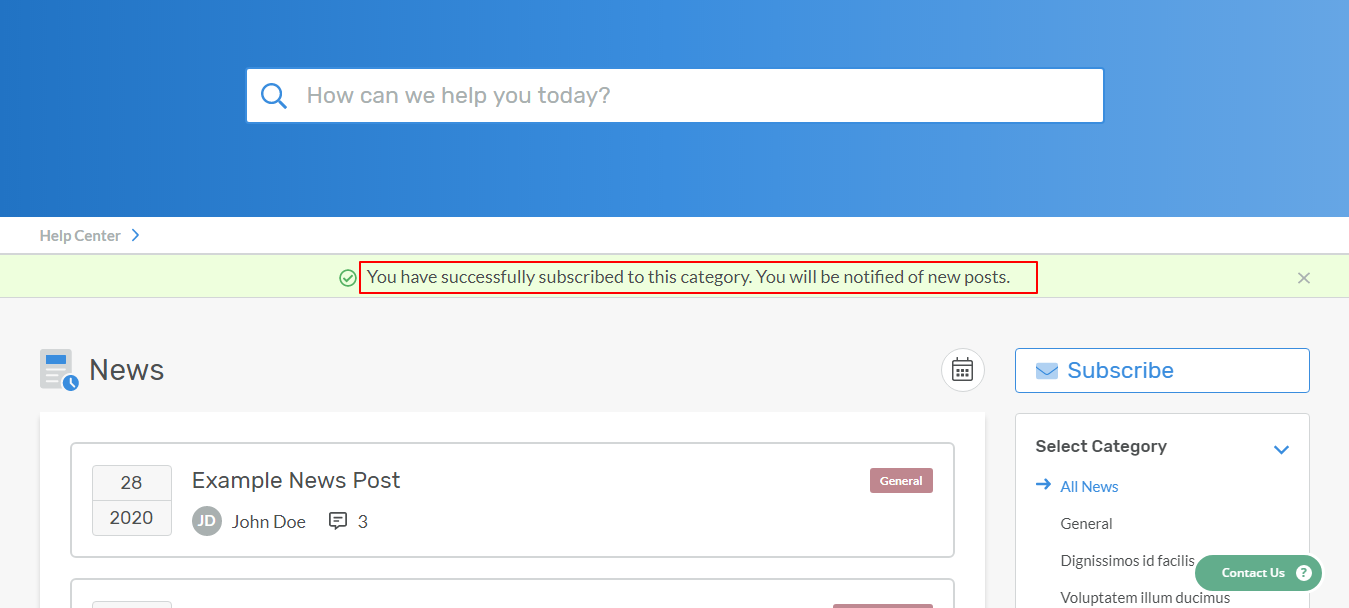 How can we help you today?
Help Center
You have successfully subscribed to this category. You will be notified of new posts.
News
Subscribe
28
2020
Example News Post
General
JD John Doe 3
Select Category
All News
General
Dignissimos id facilis
Voluptatem illum ducimus
Contact Us ?